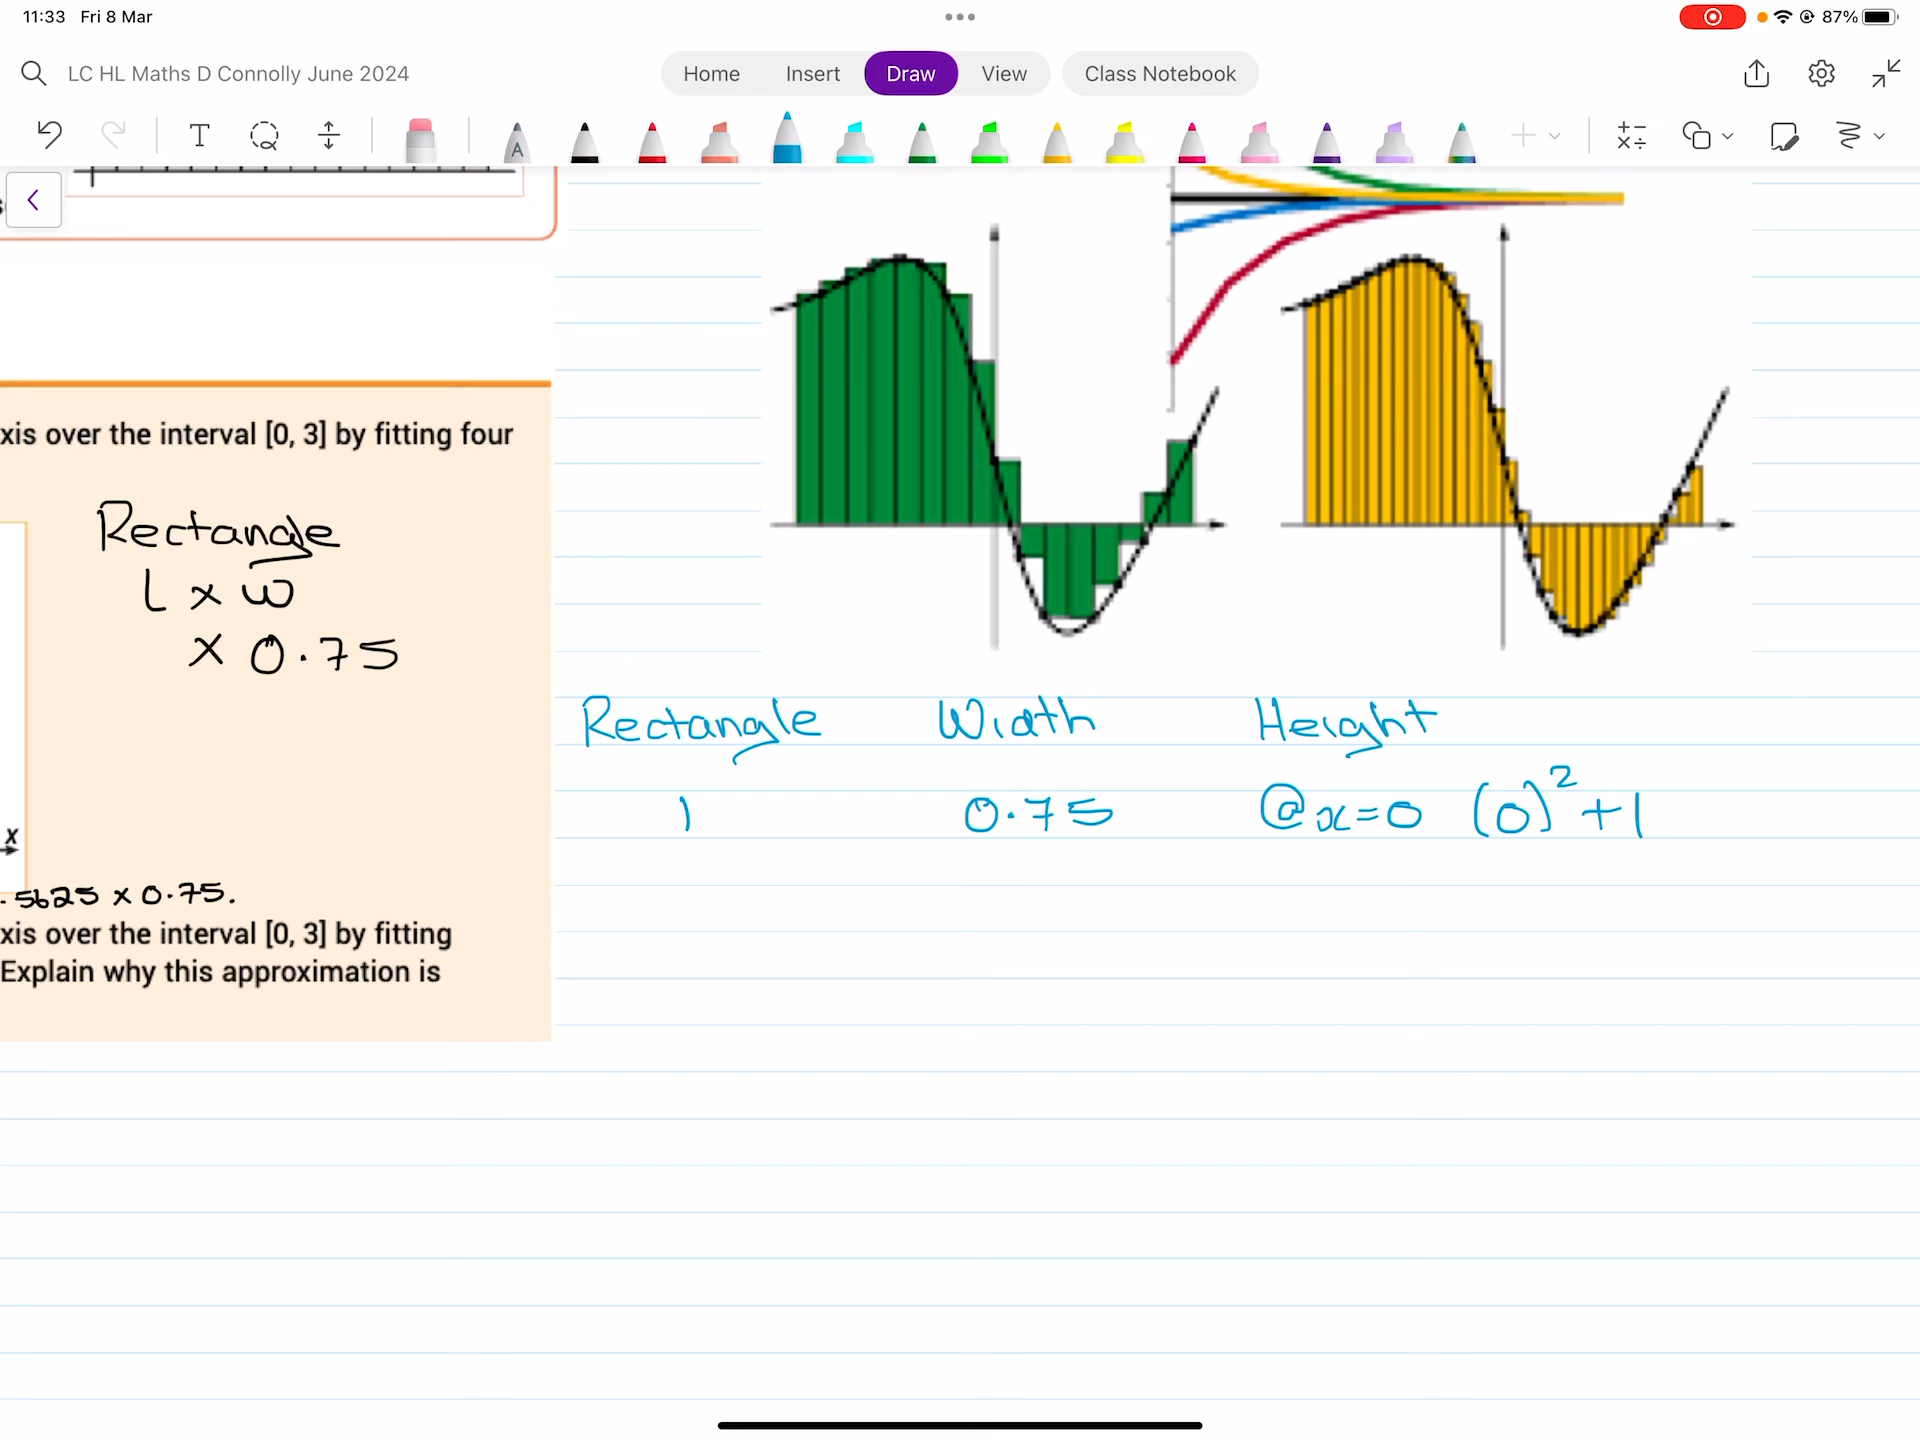 11:33 Fri 8 Mar
87%
LC HL Maths D Connolly June 2024
Home Insert Draw View Class Notebook
T
A
xis over the interval [0, 3] by fitting four
Rectangle
L x w
x 0.75
x
.5625 x 0.75.
xis over the interval [0, 3] by fitting
Explain why this approximation is
Rectangle Width Height
1 0.75 @x=0 (0)²+1